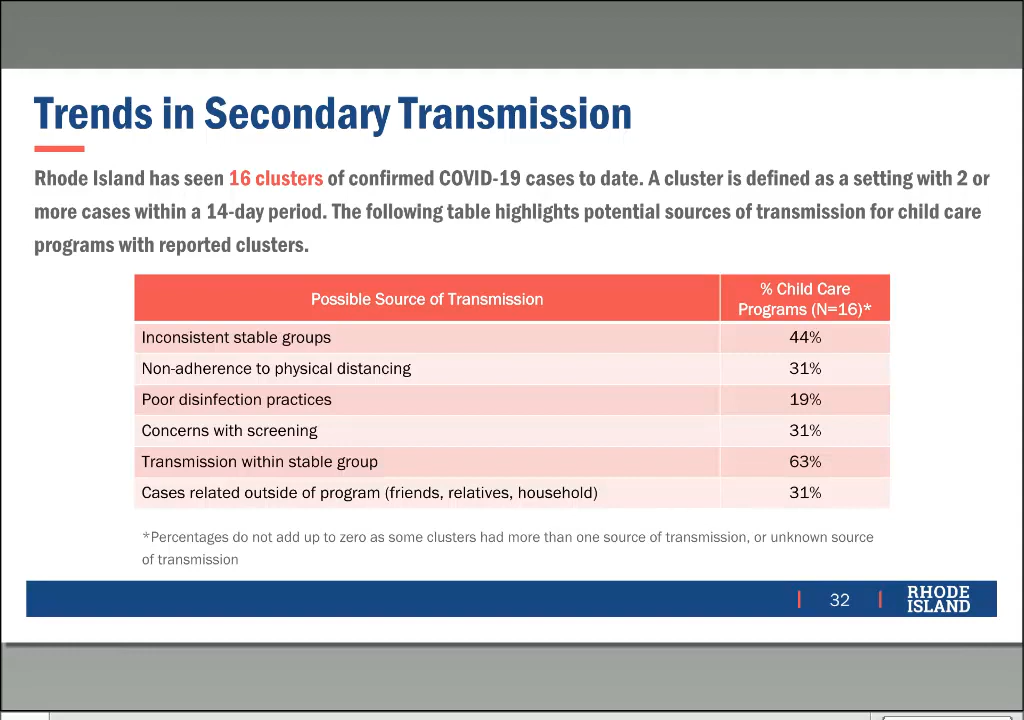 Trends in Secondary Transmission
Rhode Island has seen 16 clusters of confirmed COVID-19 cases to date. A cluster is defined as a setting with 2 or
more cases within a 14-day period. The following table highlights potential sources of transmission for child care
programs with reported clusters.
Possible Source of Transmission
% Child Care
Programs (N=16)*
Inconsistent stable groups 44%
Non-adherence to physical distancing 31%
Poor disinfection practices 19%
Concerns with screening 31%
Transmission within stable group 63%
Cases related outside of program (friends, relatives, household) 31%
*Percentages do not add up to zero as some clusters had more than one source of transmission, or unknown source
of transmission
32
RHODE
ISLAND